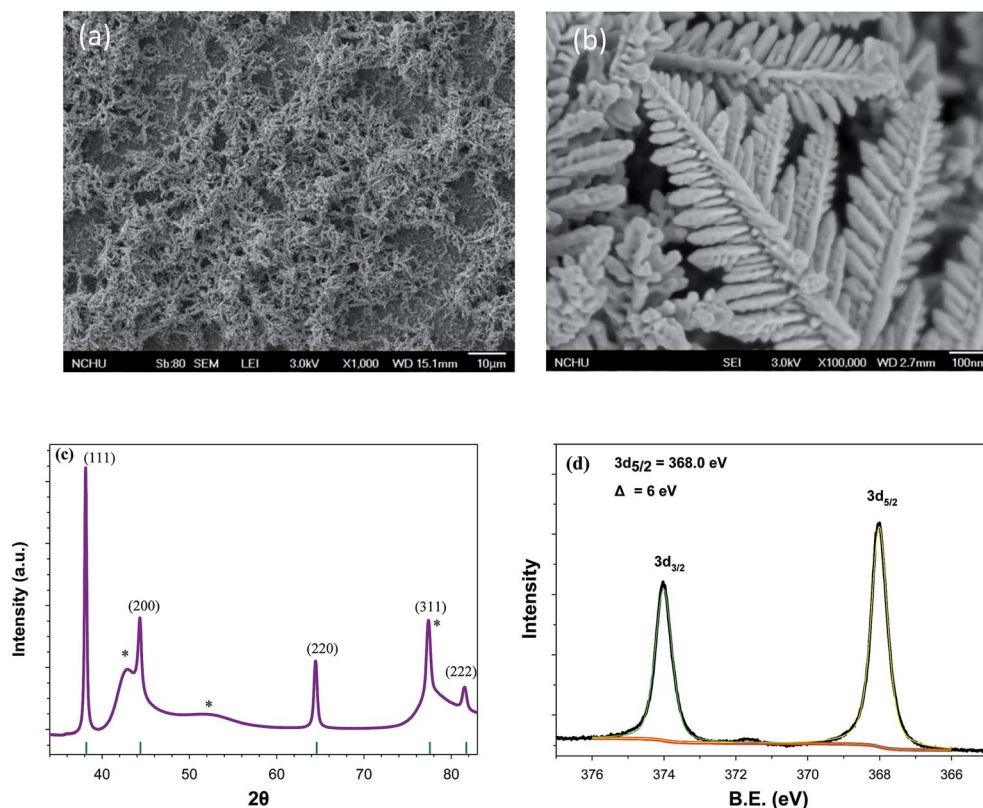 (a)
NCHU Sb:80 SEM LEI 3.0kV X1,000 WD 15.1mm 10μm
(b)
NCHU SEI 3.0kV X100,000 WD 2.7mm 100nm
(c)
(111)
(200)
*
*
(220)
(311)
*
(222)
Intensity (a.u.)
40 50 60 70 80
2θ
(d)
3d5/2 = 368.0 eV
Δ = 6 eV
3d3/2
3d5/2
Intensity
376 374 372 370 368 366
B.E. (eV)